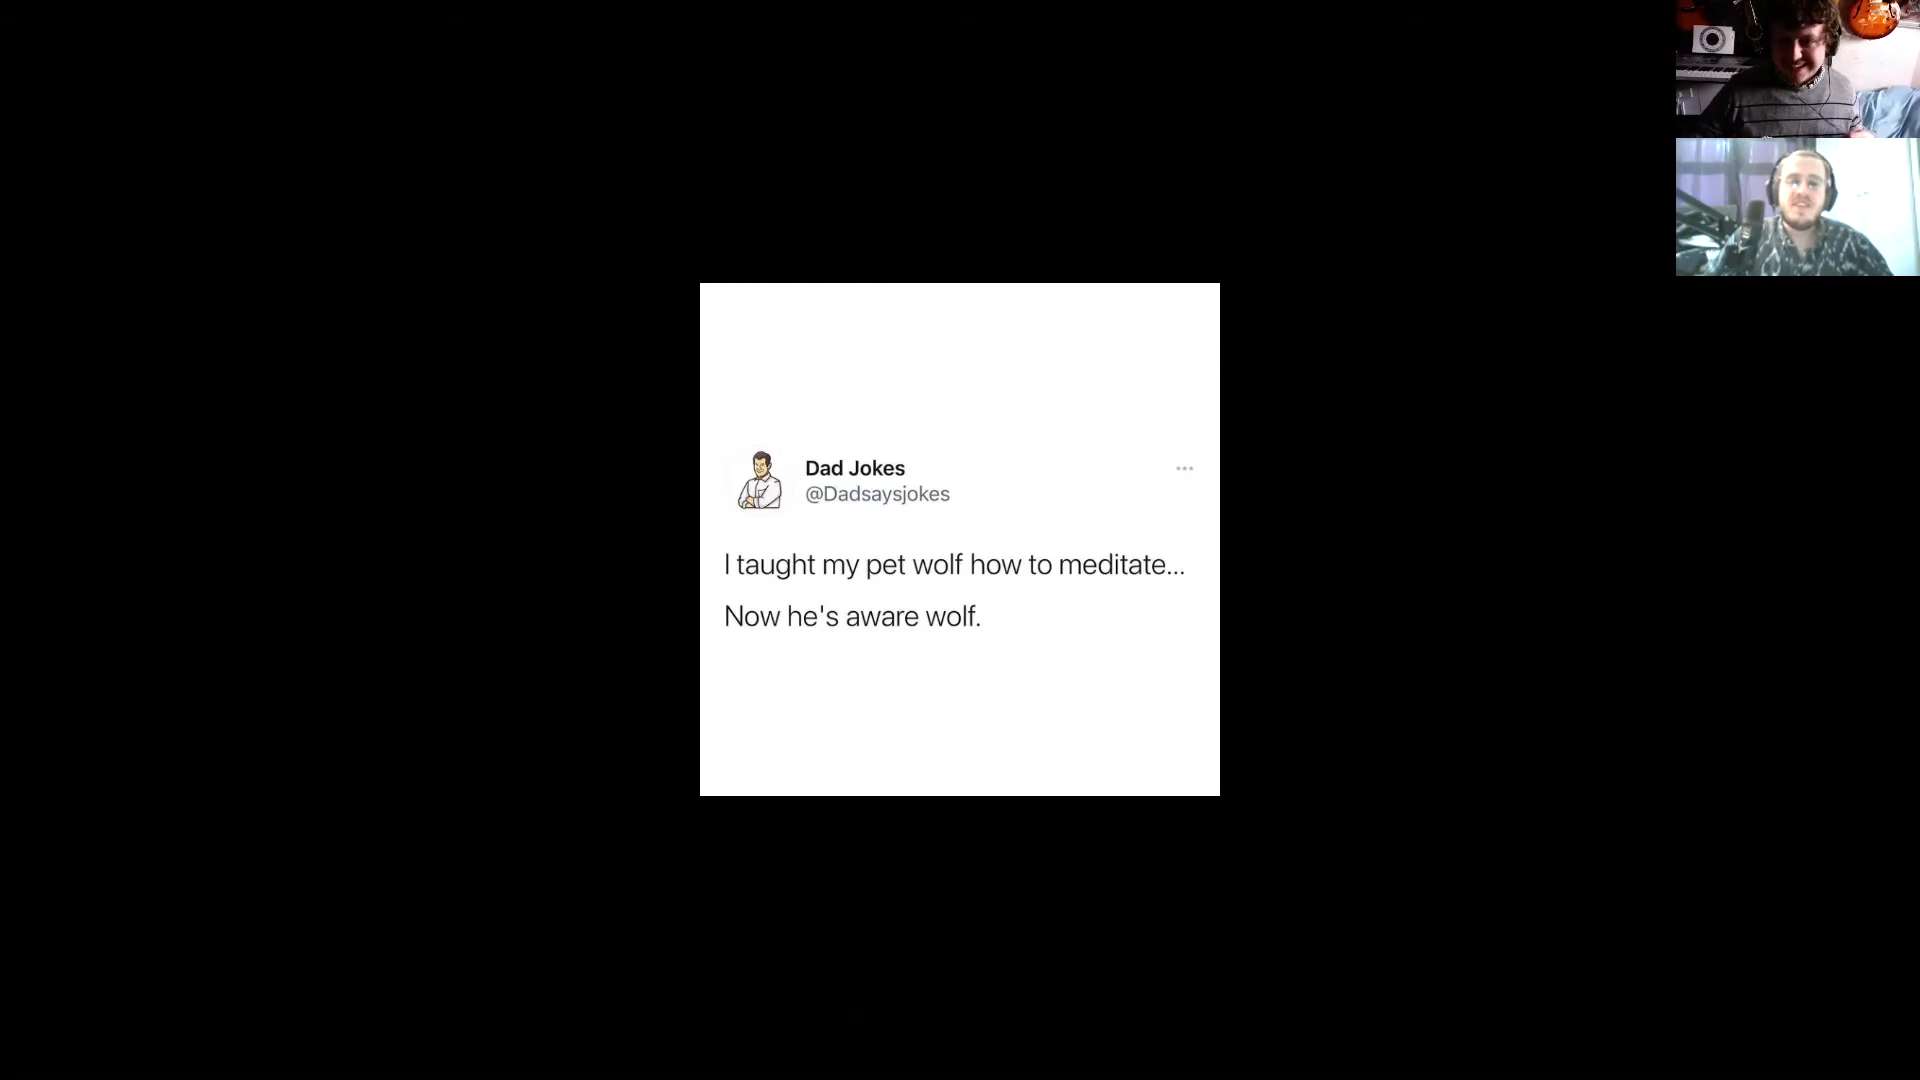 Dad Jokes
@Dadsaysjokes
I taught my pet wolf how to meditate...
Now he's aware wolf.